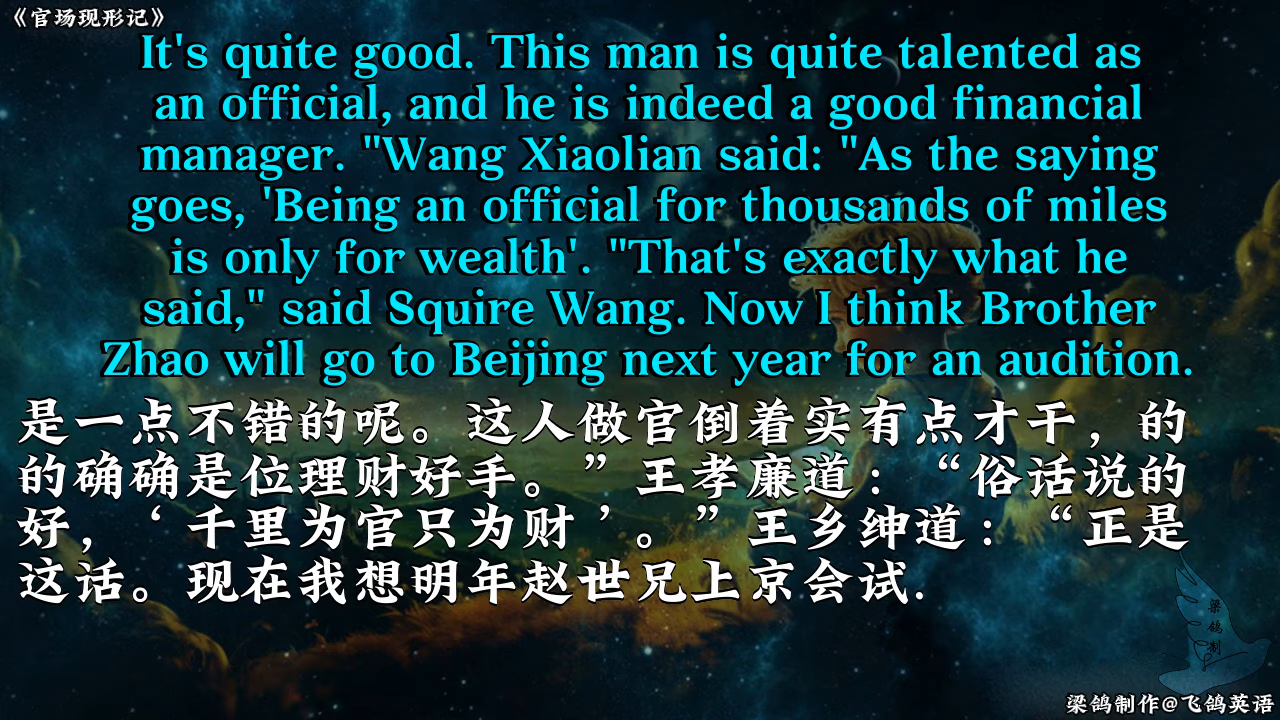 《官场现形记》
It's quite good. This man is quite talented as
an official, and he is indeed a good financial
manager. "Wang Xiaolian said: "As the saying
goes, 'Being an official for thousands of miles
is only for wealth'. "That's exactly what he
said," said Squire Wang. Now I think Brother
Zhao will go to Beijing next year for an audition.
是一点不错的呢。这人做官倒着实有点才干，的
的确确是位理财好手。”王孝廉道：“俗话说的
好，‘千里为官只为财’。”王乡绅道：“正是
这话。现在我想明年赵世兄上京会试.
梁鸽制
梁鸽制作@飞鸽英语